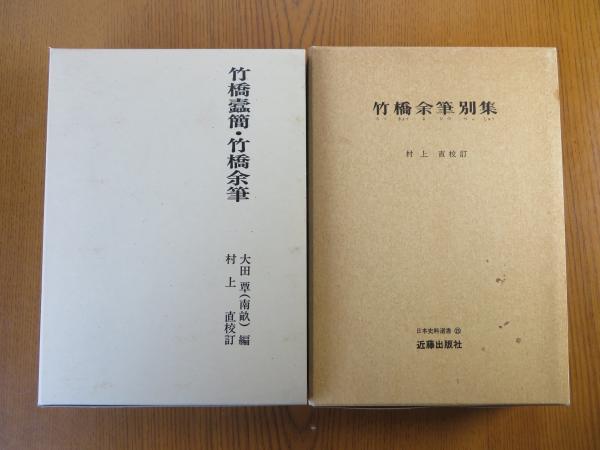 竹橋蠹簡・竹橋余筆
大田 覃(南畝) 編
村上 直校訂
竹橋余筆別集
村上 直校訂
日本史料選書 ㉕
近藤出版社